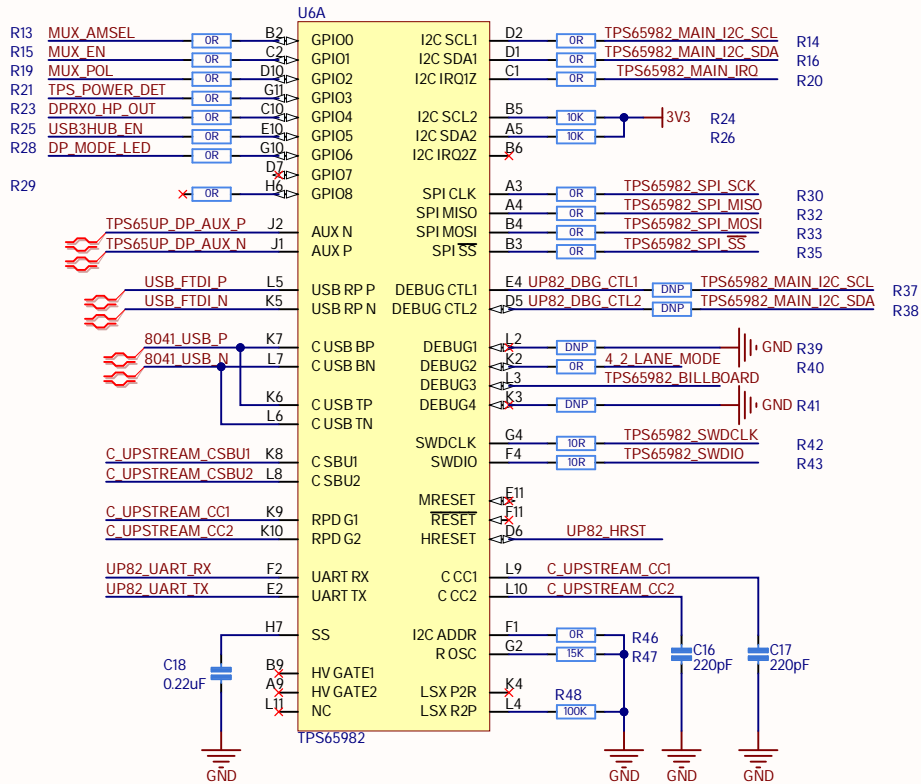 U6A
R13 MUX_AMSEL 0R B2 GPIO0 I2C SCL1 D2 0R TPS65982_MAIN_I2C_SCL R14
R15 MUX_EN 0R C2 GPIO1 I2C SDA1 D1 0R TPS65982_MAIN_I2C_SDA R16
R19 MUX_POL 0R D10 GPIO2 I2C IRQ1Z C1 0R TPS65982_MAIN_IRQ R20
R21 TPS_POWER_DET 0R G11 GPIO3
R23 DPRX0_HP_OUT 0R C10 GPIO4 I2C SCL2 B5 10K 3V3 R24
R25 USB3HUB_EN 0R E10 GPIO5 I2C SDA2 A5 10K R26
R28 DP_MODE_LED 0R G10 GPIO6 I2C IRQ2Z B6
D7 GPIO7
R29 0R H6 GPIO8 SPI CLK A3 0R TPS65982_SPI_SCK R30
SPI MISO A4 0R TPS65982_SPI_MISO R32
TPS65UP_DP_AUX_P J2 AUX N SPI MOSI B4 0R TPS65982_SPI_MOSI R33
TPS65UP_DP_AUX_N J1 AUX P SPI SS B3 0R TPS65982_SPI_SS R35
USB_FTDI_P L5 USB RP P DEBUG CTL1 E4 UP82_DBG_CTL1 DNP TPS65982_MAIN_I2C_SCL R37
USB_FTDI_N K5 USB RP N DEBUG CTL2 D5 UP82_DBG_CTL2 DNP TPS65982_MAIN_I2C_SDA R38
8041_USB_P K7 C USB BP DEBUG1 L2 DNP GND R39
8041_USB_N L7 C USB BN DEBUG2 K2 0R 4_2_LANE_MODE R40
DEBUG3 L3 TPS65982_BILLBOARD
K6 C USB TP DEBUG4 K3 DNP GND R41
L6 C USB TN
SWDCLK G4 10R TPS65982_SWDCLK R42
C_UPSTREAM_CSBU1 K8 C SBU1 SWDIO F4 10R TPS65982_SWDIO R43
C_UPSTREAM_CSBU2 L8 C SBU2
MRESET E11
C_UPSTREAM_CC1 K9 RPD G1 RESET F11
C_UPSTREAM_CC2 K10 RPD G2 HRESET D6 UP82_HRST
UP82_UART_RX F2 UART RX C CC1 L9 C_UPSTREAM_CC1
UP82_UART_TX E2 UART TX C CC2 L10 C_UPSTREAM_CC2
H7 SS I2C ADDR F1 0R R46
R OSC G2 15K R47
C16 220pF
C17 220pF
C18 0.22uF
B9 HV GATE1
A9 HV GATE2 LSX P2R K4
L11 NC LSX R2P L4 R48 100K
TPS65982
GND GND GND GND